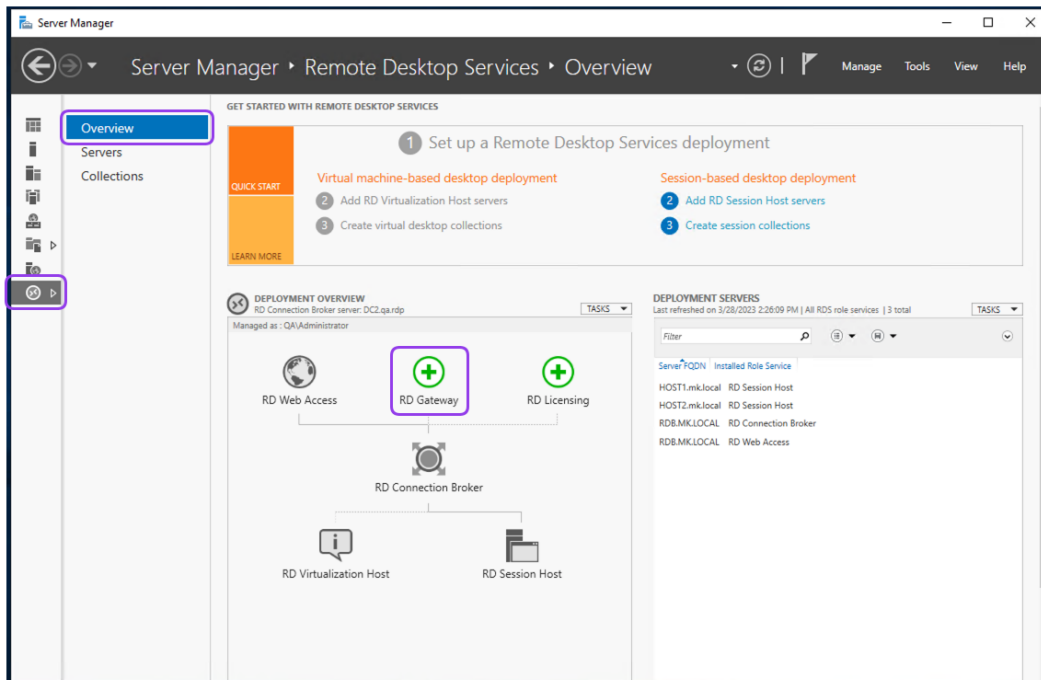 Server Manager
Server Manager ‣ Remote Desktop Services ‣ Overview
Manage Tools View Help
Overview
Servers
Collections
GET STARTED WITH REMOTE DESKTOP SERVICES
1 Set up a Remote Desktop Services deployment
QUICK START
LEARN MORE
Virtual machine-based desktop deployment
2 Add RD Virtualization Host servers
3 Create virtual desktop collections
Session-based desktop deployment
2 Add RD Session Host servers
3 Create session collections
DEPLOYMENT OVERVIEW
RD Connection Broker server: DC2.qa.rdp
TASKS
Managed as : QA\Administrator
RD Web Access
RD Gateway
RD Licensing
RD Connection Broker
RD Virtualization Host
RD Session Host
DEPLOYMENT SERVERS
Last refreshed on 3/28/2023 2:26:09 PM | All RDS role services | 3 total
TASKS
Filter
Server FQDN Installed Role Service
HOST1.mk.local RD Session Host
HOST2.mk.local RD Session Host
RDB.MK.LOCAL RD Connection Broker
RDB.MK.LOCAL RD Web Access